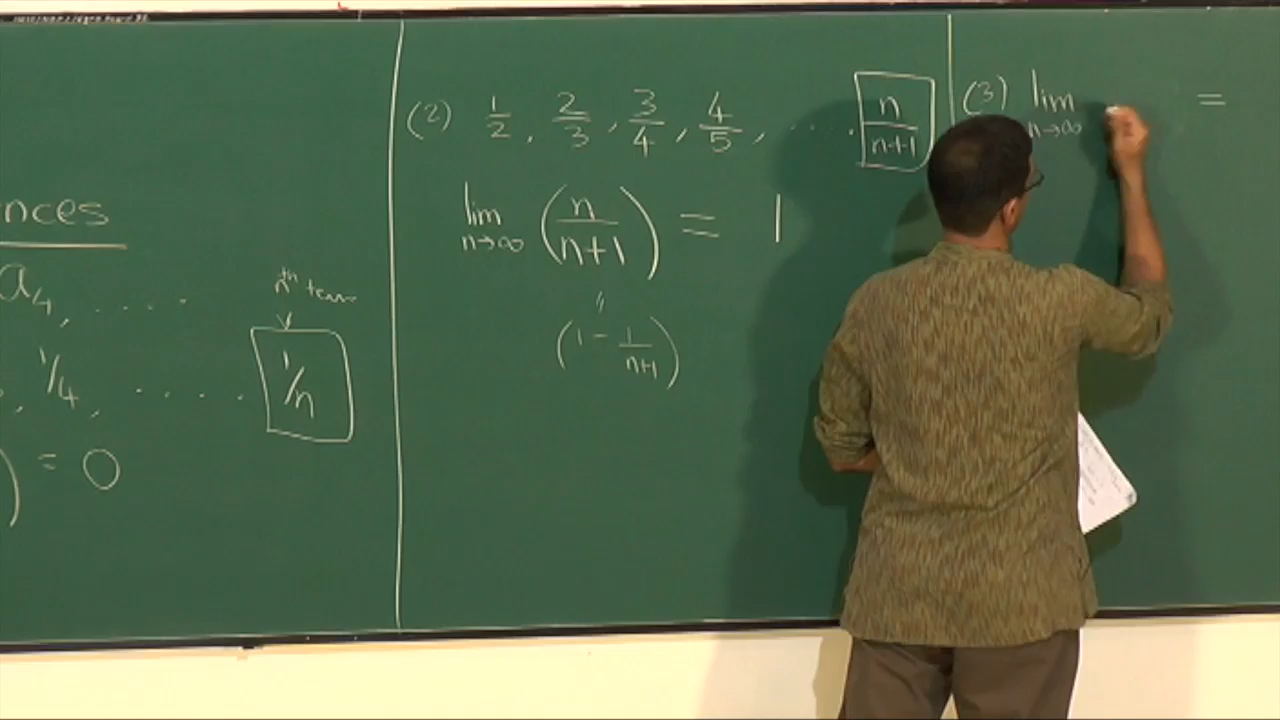 nces
a₄, ....
nᵗʰ term
, 1/4, ..... 1/n
) = 0
(2) 1/2, 2/3, 3/4, 4/5, .... n/n+1
lim n→∞ (n/n+1) = 1
"
(1 - 1/n+1)
(3) lim n→∞ =